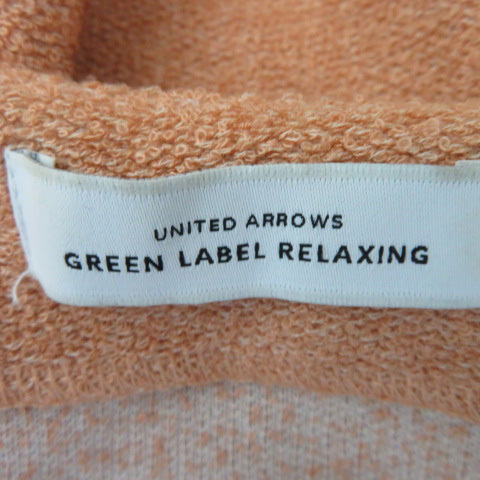 UNITED ARROWS
GREEN LABEL RELAXING